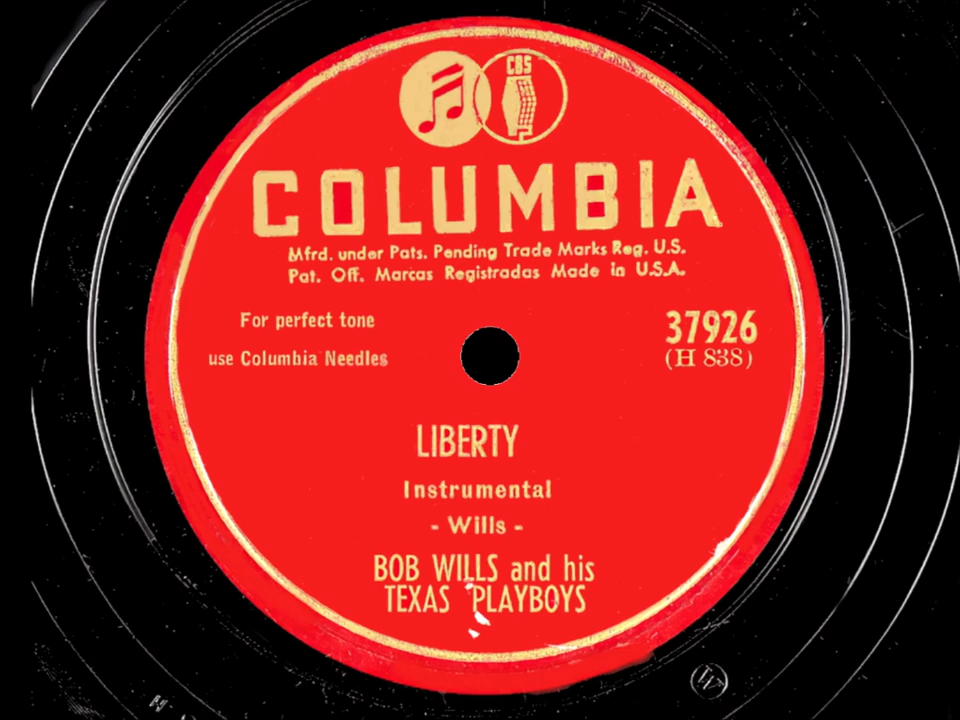 CBS
COLUMBIA
Mfrd. under Pats. Pending Trade Marks Reg. U.S.
Pat. Off. Marcas Registradas Made in U.S.A.
For perfect tone
use Columbia Needles
37926
(H 838)
LIBERTY
Instrumental
- Wills -
BOB WILLS and his
TEXAS PLAYBOYS
W